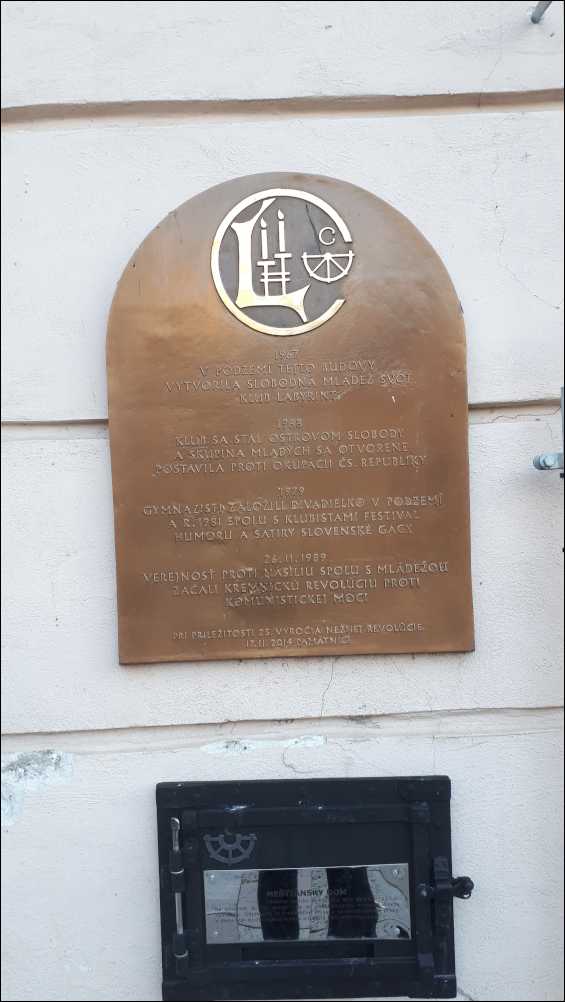 C
1967
V PODZEMÍ TEJTO BUDOVY
VYTVORILA SLOBODNÁ MLÁDEŽ SVOJ
KLUB LABYRINT.
1968
KLUB SA STAL OSTROVOM SLOBODY
A SKUPINA MLADÝCH SA OTVORENE
POSTAVILA PROTI OKUPÁCII ČS. REPUBLIKY
1979
GYMNAZISTI ZALOŽILI DIVADIELKO V PODZEMÍ
A R. 1981 SPOLU S KLUBISTAMI FESTIVAL
HUMORU A SATIRY SLOVENSKÉ GAGY
26.11.1989
VEREJNOSŤ PROTI NÁSILIU SPOLU S MLÁDEŽOU
ZAČALI KREMNICKÚ REVOLÚCIU PROTI
KOMUNISTICKEJ MOCI
PRI PRÍLEŽITOSTI 25. VÝROČIA NEŽNEJ REVOLÚCIE.
17.11.2014 PAMÄTNÍCI
MEŠTIANSKY DOM